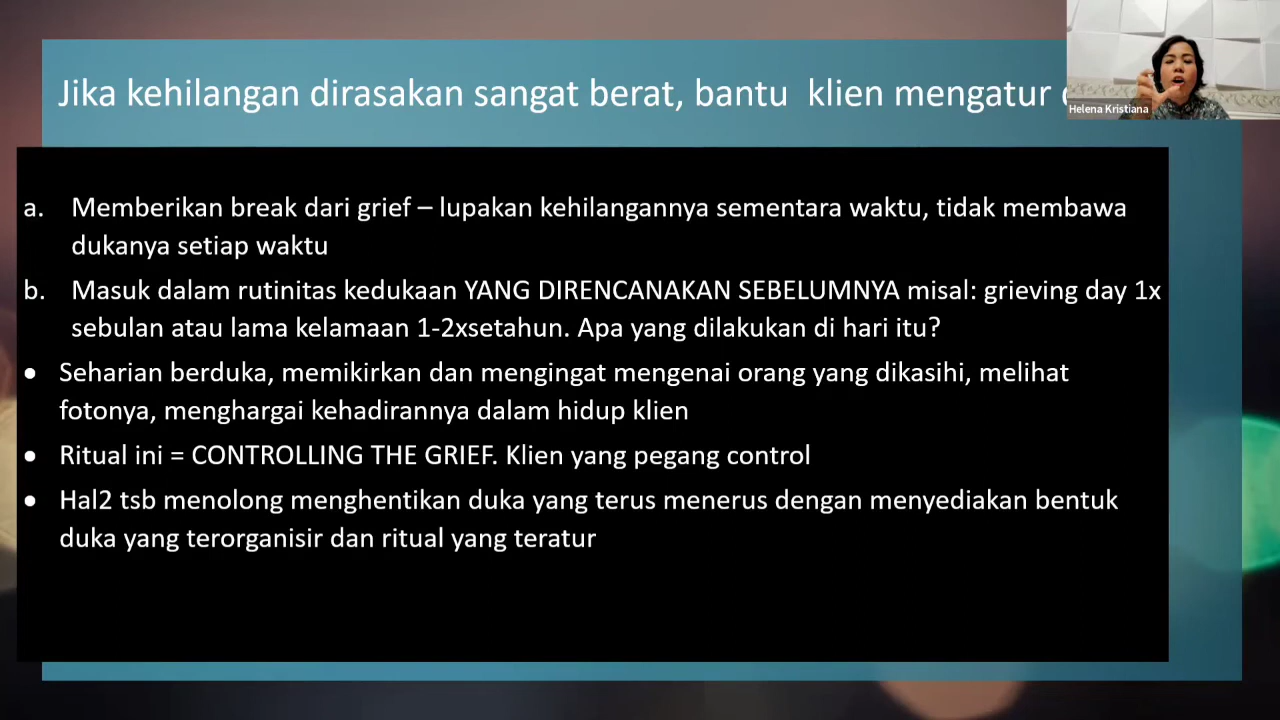 Jika kehilangan dirasakan sangat berat, bantu klien mengatur
Helena Kristiana
a. Memberikan break dari grief – lupakan kehilangannya sementara waktu, tidak membawa
dukanya setiap waktu
b. Masuk dalam rutinitas kedukaan YANG DIRENCANAKAN SEBELUMNYA misal: grieving day 1x
sebulan atau lama kelamaan 1-2xsetahun. Apa yang dilakukan di hari itu?
• Seharian berduka, memikirkan dan mengingat mengenai orang yang dikasihi, melihat
fotonya, menghargai kehadirannya dalam hidup klien
• Ritual ini = CONTROLLING THE GRIEF. Klien yang pegang control
• Hal2 tsb menolong menghentikan duka yang terus menerus dengan menyediakan bentuk
duka yang terorganisir dan ritual yang teratur